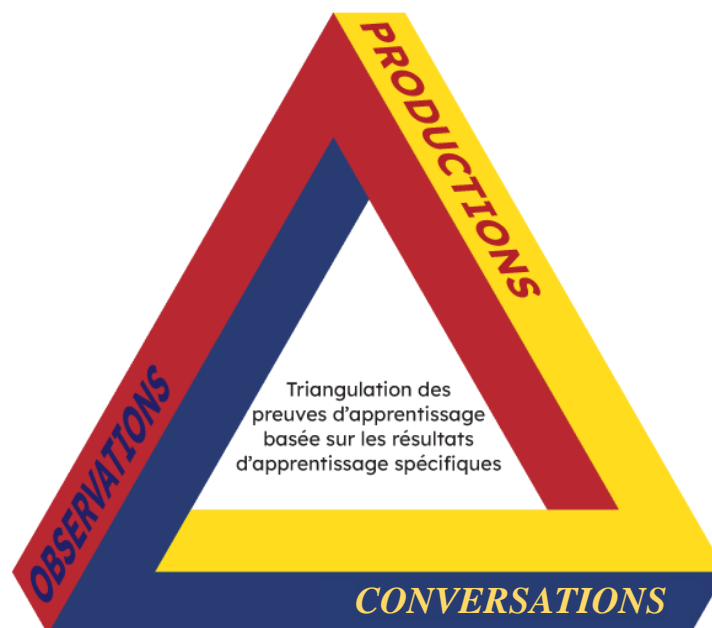 PRODUCTIONS
OBSERVATIONS
Triangulation des
preuves d'apprentissage
basée sur les résultats
d'apprentissage spécifiques
CONVERSATIONS